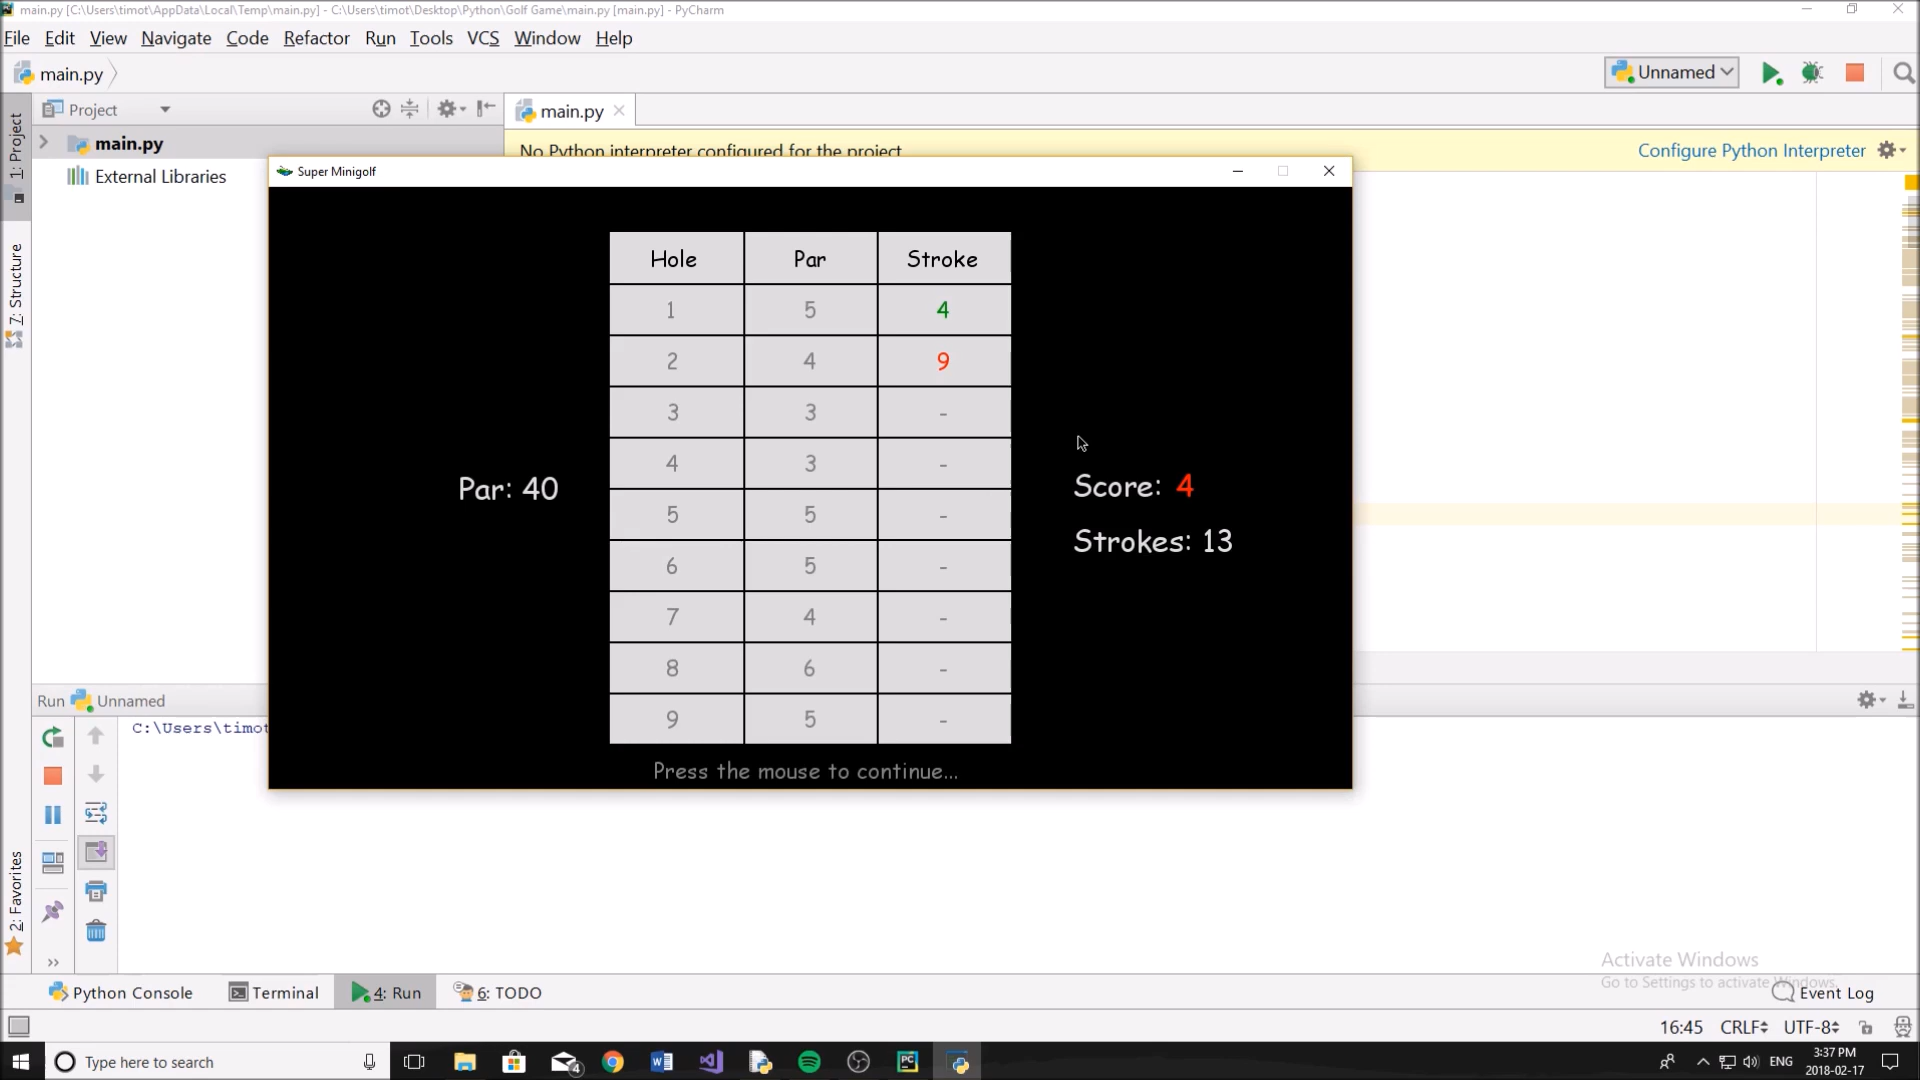 main.py [C:\Users\timot\AppData\Local\Temp\main.py] - C:\Users\timot\Desktop\Python\Golf Game\main.py [main.py] - PyCharm
File Edit View Navigate Code Refactor Run Tools VCS Window Help
main.py Unnamed
Project main.py
No Python interpreter configured for the project Configure Python Interpreter
main.py
External Libraries
1: Project
7: Structure
2: Favorites
Super Minigolf
Hole Par Stroke
1 5 4
2 4 9
3 3 -
4 3 -
5 5 -
6 5 -
7 4 -
8 6 -
9 5 -
Par: 40
Score: 4
Strokes: 13
Press the mouse to continue...
Run Unnamed
C:\Users\timot
Activate Windows
Go to Settings to activate Windows.
Python Console Terminal 4: Run 6: TODO Event Log
16:45 CRLF UTF-8
Type here to search 4 ENG 3:37 PM
2018-02-17